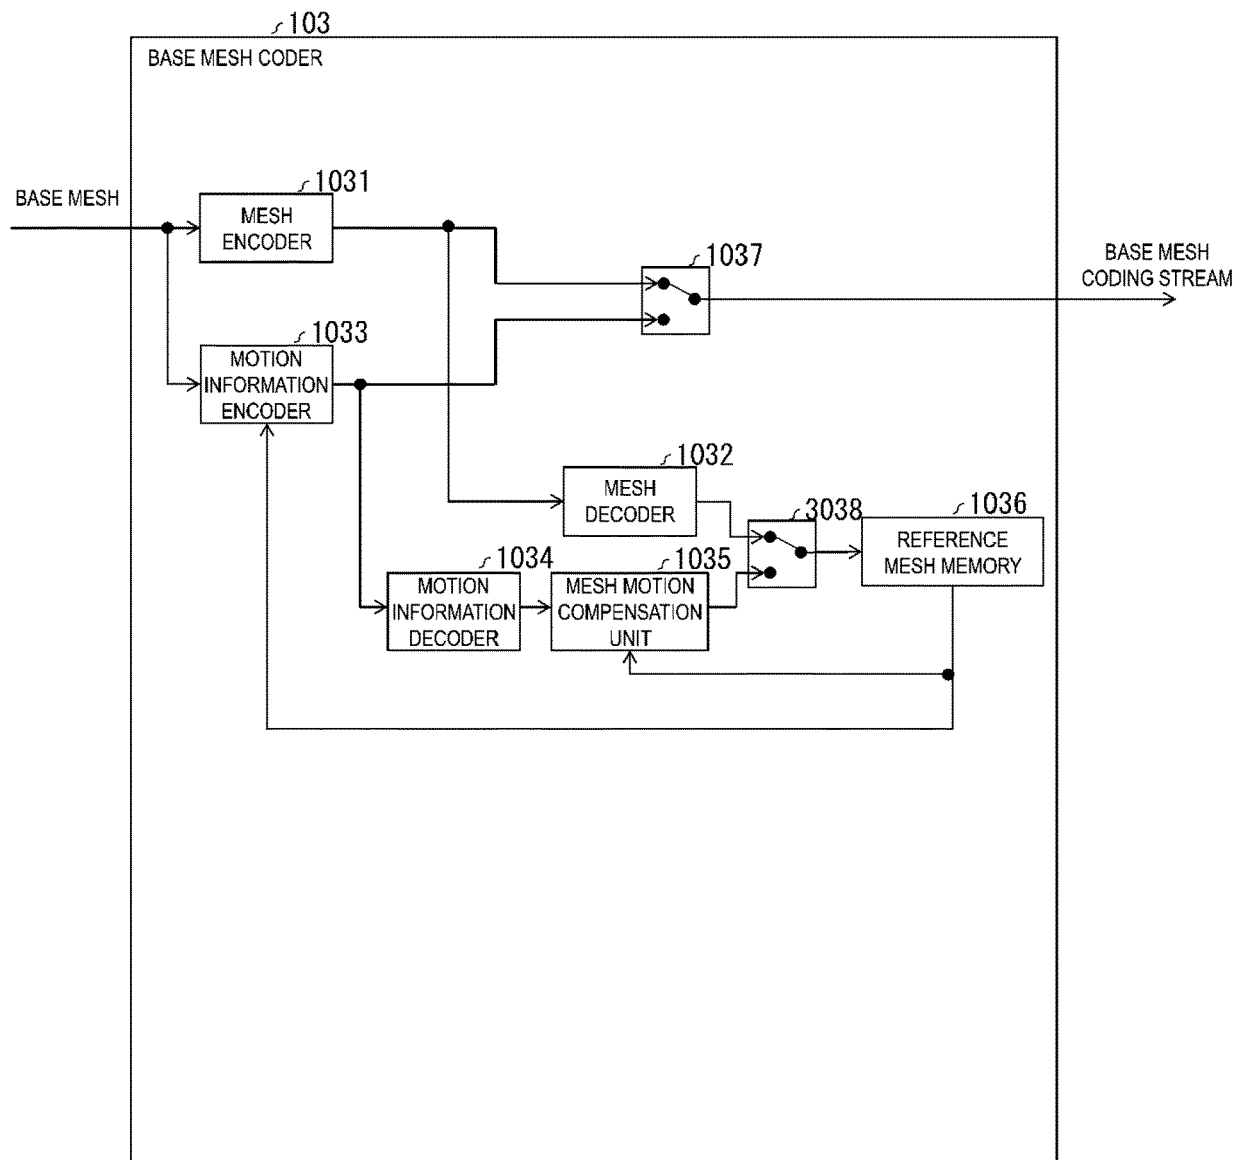 103
BASE MESH CODER
1031
BASE MESH
MESH
ENCODER
1037
BASE MESH
CODING STREAM
1033
MOTION
INFORMATION
ENCODER
1032
MESH
DECODER
3038
1036
REFERENCE
MESH MEMORY
1034
MOTION
INFORMATION
DECODER
1035
MESH MOTION
COMPENSATION
UNIT